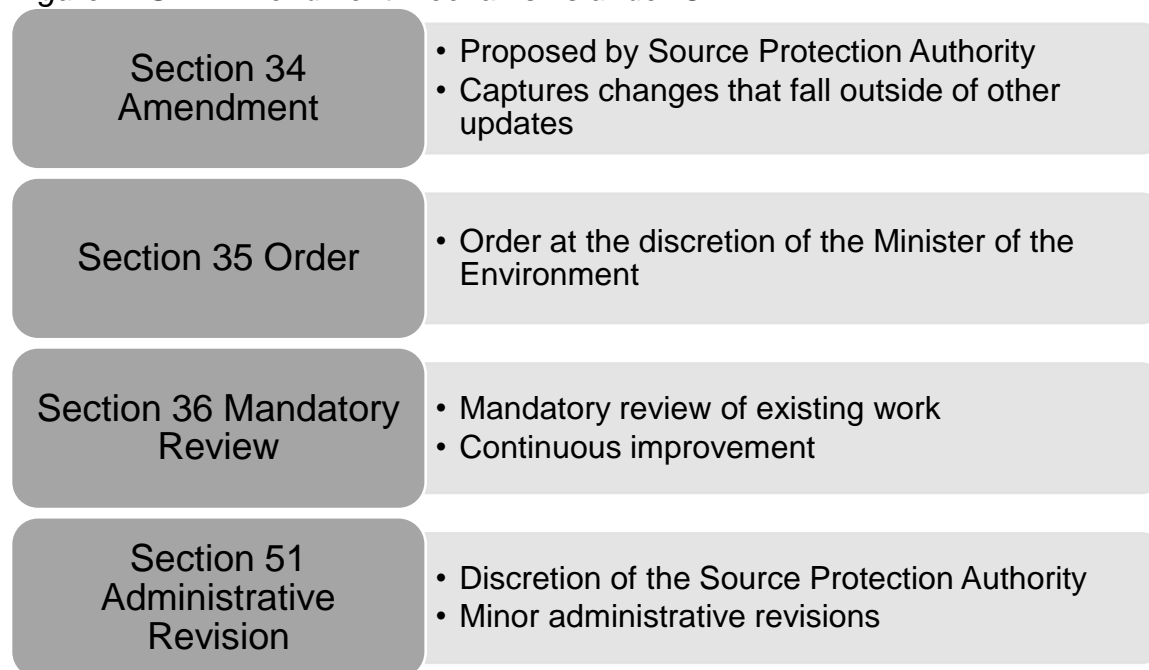 Section 34
Amendment
• Proposed by Source Protection Authority
• Captures changes that fall outside of other
updates
Section 35 Order
• Order at the discretion of the Minister of the
Environment
Section 36 Mandatory
Review
• Mandatory review of existing work
• Continuous improvement
Section 51
Administrative
Revision
• Discretion of the Source Protection Authority
• Minor administrative revisions